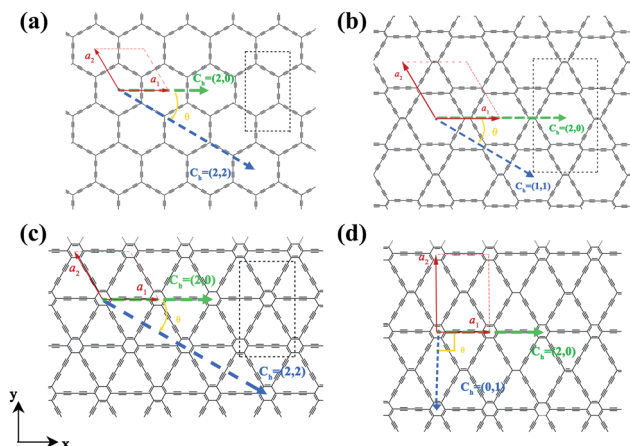 (a)
a₂
a₁
Cₕ=(2,0)
θ
Cₕ=(2,2)
(b)
a₂
a₁
Cₕ=(2,0)
θ
Cₕ=(1,1)
(c)
a₂
Cₕ=(2,0)
a₁
θ
Cₕ=(2,2)
(d)
a₂
a₁
θ
Cₕ=(2,0)
Cₕ=(0,1)
y
x